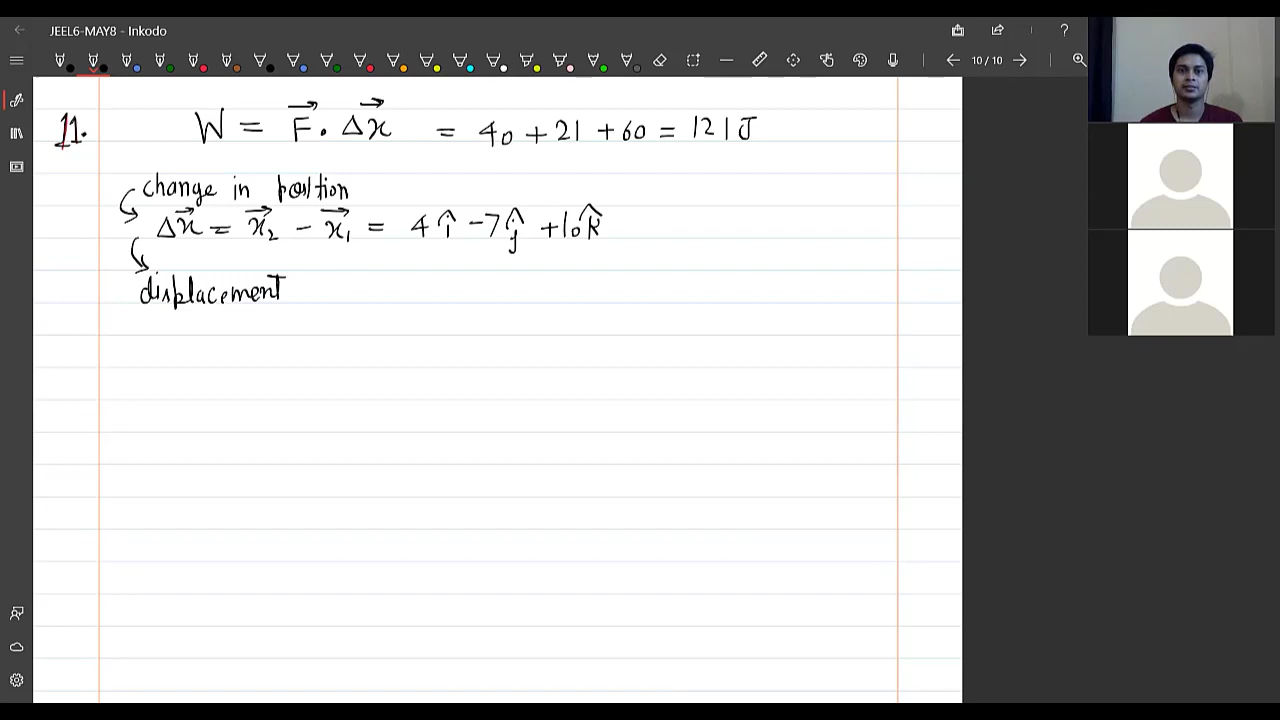 JEEL6-MAY8 - Inkodo
10 / 10
11. W = F⃗ . Δx⃗ = 40 + 21 + 60 = 121J
change in position
Δx⃗ = x⃗₂ - x⃗₁ = 4î -7ĵ +10k̂
displacement